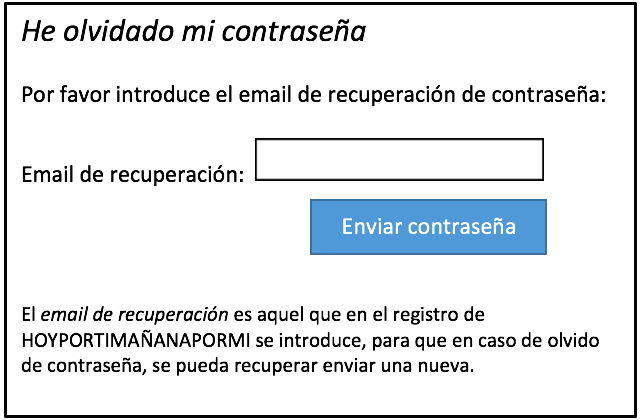 He olvidado mi contraseña
Por favor introduce el email de recuperación de contraseña:
Email de recuperación:
Enviar contraseña
El email de recuperación es aquel que en el registro de
HOYPORTIMAÑANAPORMI se introduce, para que en caso de olvido
de contraseña, se pueda recuperar enviar una nueva.